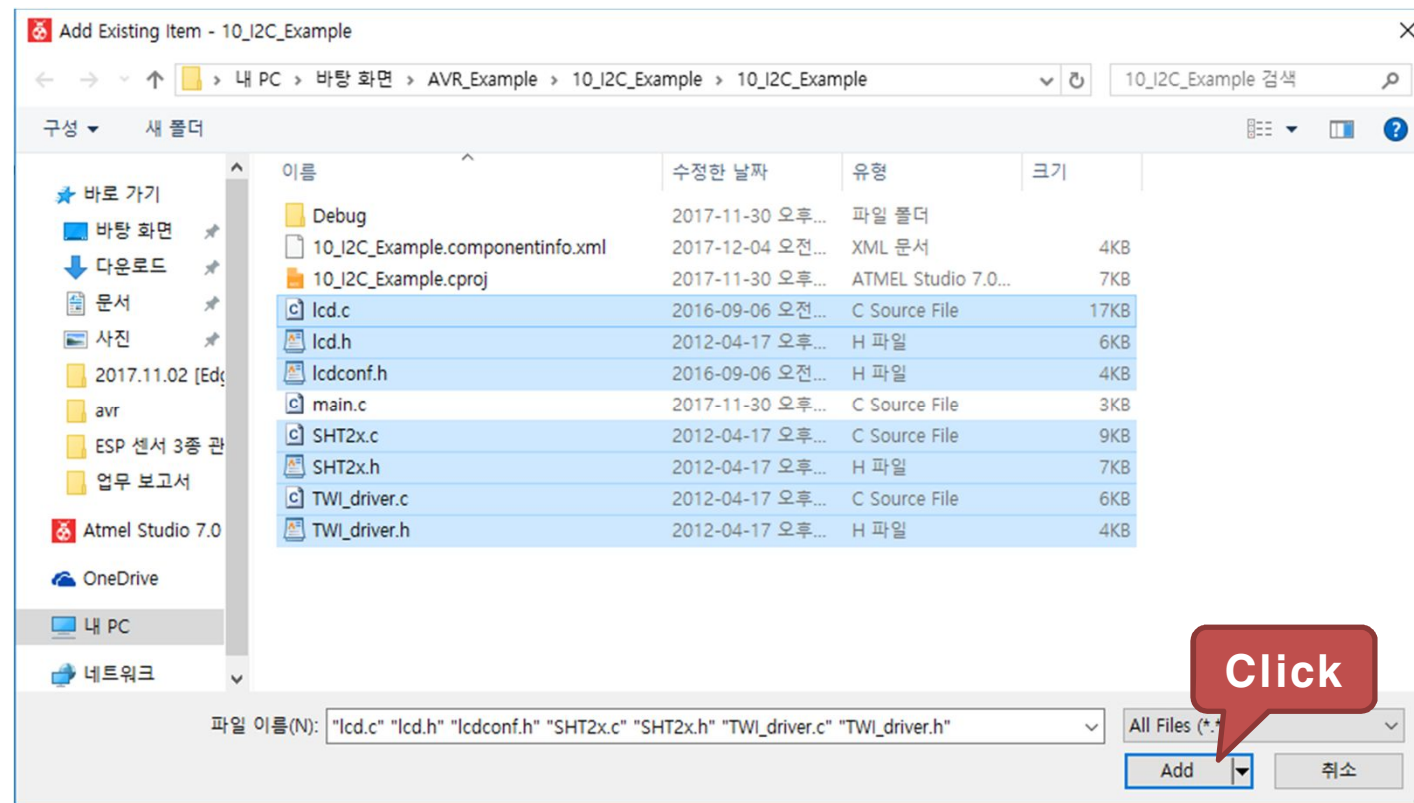 Add Existing Item - 10_I2C_Example
내 PC › 바탕 화면 › AVR_Example › 10_I2C_Example › 10_I2C_Example
10_I2C_Example 검색
구성 새 폴더
이름 수정한 날짜 유형 크기
바로 가기
바탕 화면
다운로드
문서
사진
2017.11.02 [Edg
avr
ESP 센서 3종 관
업무 보고서
Atmel Studio 7.0
OneDrive
내 PC
네트워크
Debug 2017-11-30 오후... 파일 폴더
10_I2C_Example.componentinfo.xml 2017-12-04 오전... XML 문서 4KB
10_I2C_Example.cproj 2017-11-30 오후... ATMEL Studio 7.0... 7KB
lcd.c 2016-09-06 오전... C Source File 17KB
lcd.h 2012-04-17 오후... H 파일 6KB
lcdconf.h 2016-09-06 오전... H 파일 4KB
main.c 2017-11-30 오후... C Source File 3KB
SHT2x.c 2012-04-17 오후... C Source File 9KB
SHT2x.h 2012-04-17 오후... H 파일 7KB
TWI_driver.c 2012-04-17 오후... C Source File 6KB
TWI_driver.h 2012-04-17 오후... H 파일 4KB
Click
파일 이름(N): "lcd.c" "lcd.h" "lcdconf.h" "SHT2x.c" "SHT2x.h" "TWI_driver.c" "TWI_driver.h"
All Files (*.*
Add 취소